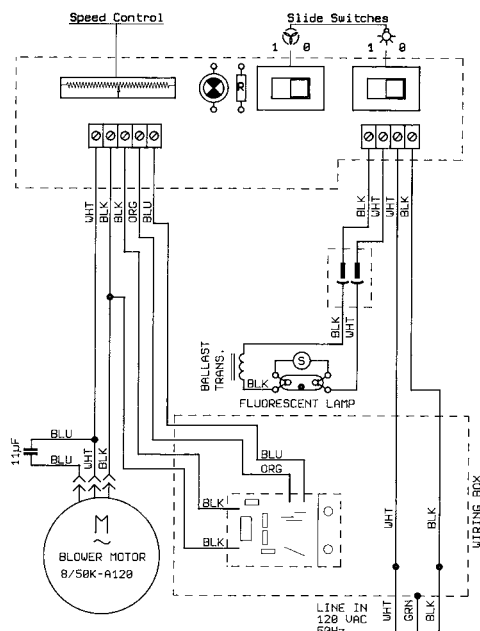 Speed Control
Slide Switches
1 0
1 0
R
WHT
BLK
BLK
ORG
BLU
BLK
WHT
WHT
BLK
BLK
WHT
BALLAST
TRANS.
S
BLK
FLUORESCENT LAMP
11µF
BLU
BLU
WHT
BLK
BLU
ORG
BLK
BLK
M
~
BLOWER MOTOR
8/50K-A120
WHT
BLK
WIRING BOX
LINE IN
120 VAC
60Hz
WHT
GRN
BLK